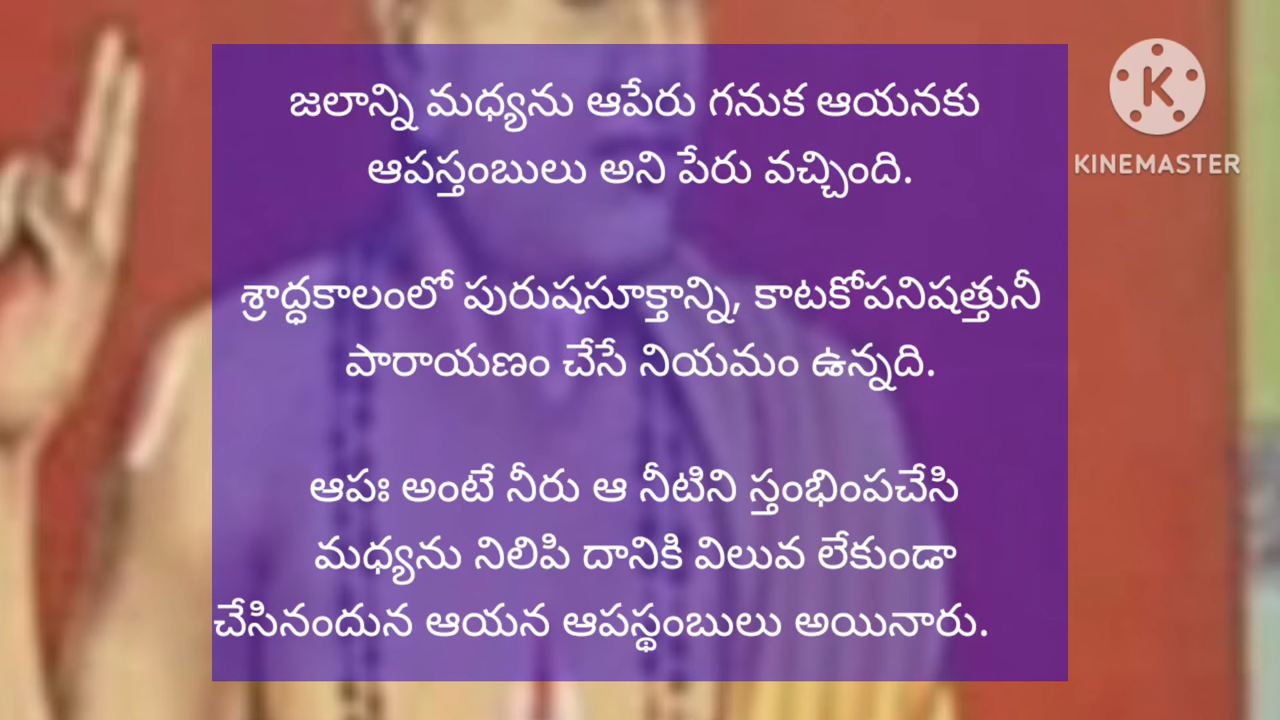 జలాన్ని మధ్యను ఆపేరు గనుక ఆయనకు
ఆపస్తంబులు అని పేరు వచ్చింది.
శ్రాద్ధకాలంలో పురుషసూక్తాన్ని, కాటకోపనిషత్తునీ
పారాయణం చేసే నియమం ఉన్నది.
ఆపః అంటే నీరు ఆ నీటిని స్తంభింపచేసి
మధ్యను నిలిపి దానికి విలువ లేకుండా
చేసినందున ఆయన ఆపస్థంబులు అయినారు.
K
KINEMASTER